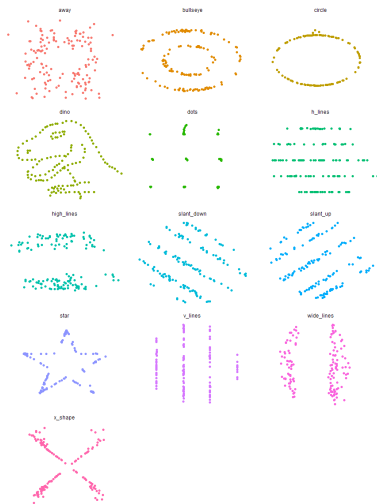 away
bullseye
circle
dino
dots
h_lines
high_lines
slant_down
slant_up
star
v_lines
wide_lines
x_shape